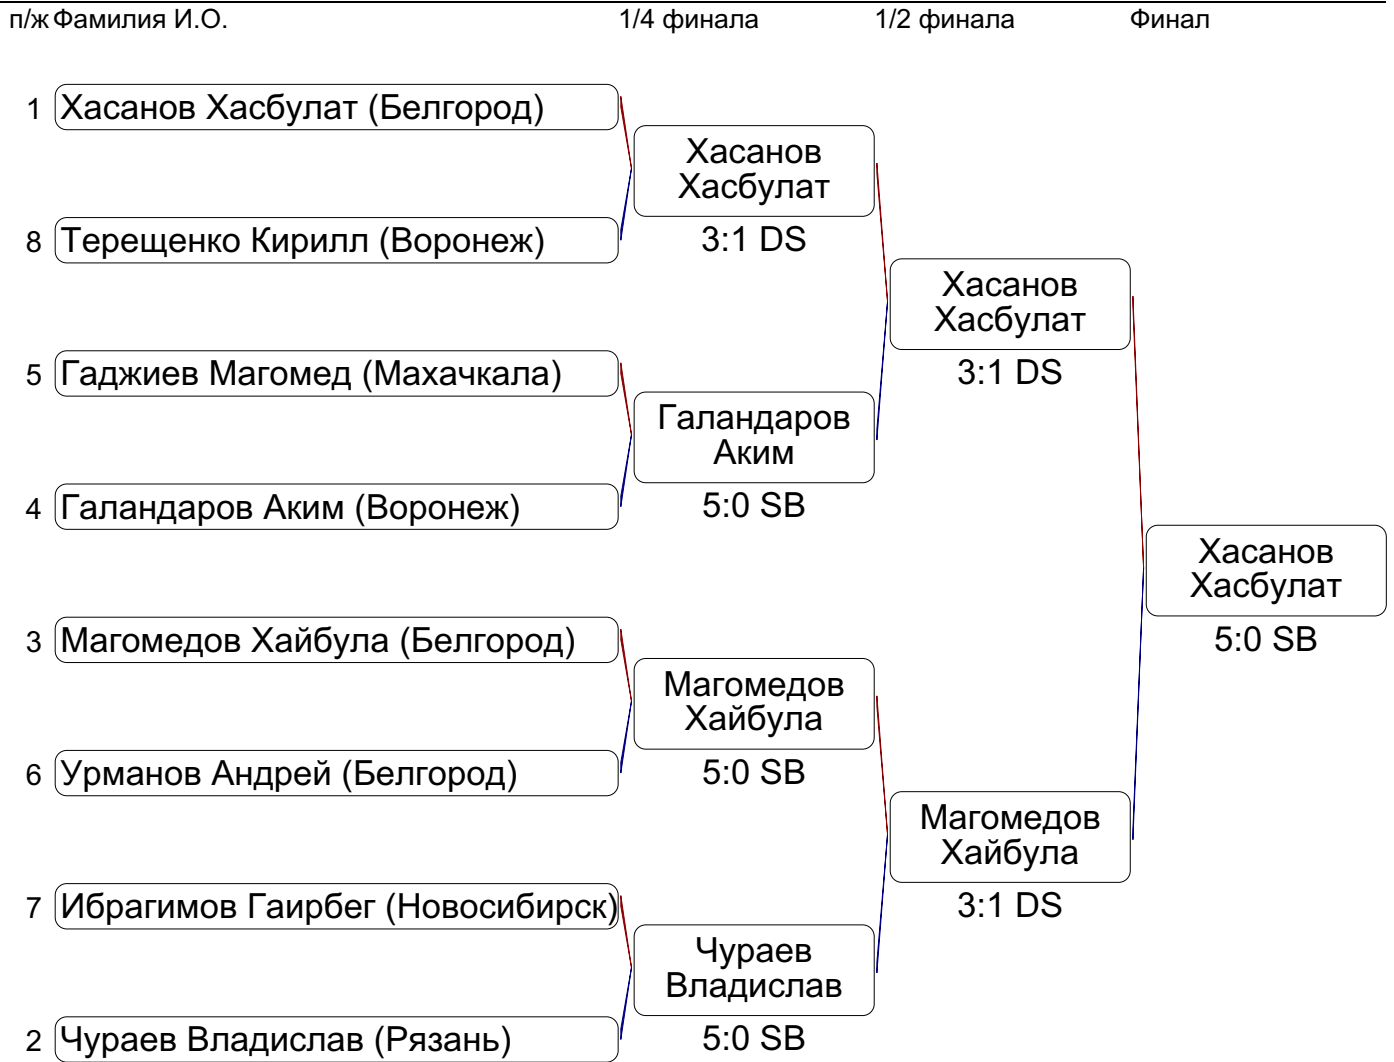 п/ж Фамилия И.О. 1/4 финала 1/2 финала Финал
1 Хасанов Хасбулат (Белгород)
Хасанов
Хасбулат
3:1 DS
8 Терещенко Кирилл (Воронеж)
Хасанов
Хасбулат
3:1 DS
5 Гаджиев Магомед (Махачкала)
Галандаров
Аким
5:0 SB
4 Галандаров Аким (Воронеж)
Хасанов
Хасбулат
5:0 SB
3 Магомедов Хайбула (Белгород)
Магомедов
Хайбула
5:0 SB
6 Урманов Андрей (Белгород)
Магомедов
Хайбула
3:1 DS
7 Ибрагимов Гаирбег (Новосибирск)
Чураев
Владислав
5:0 SB
2 Чураев Владислав (Рязань)